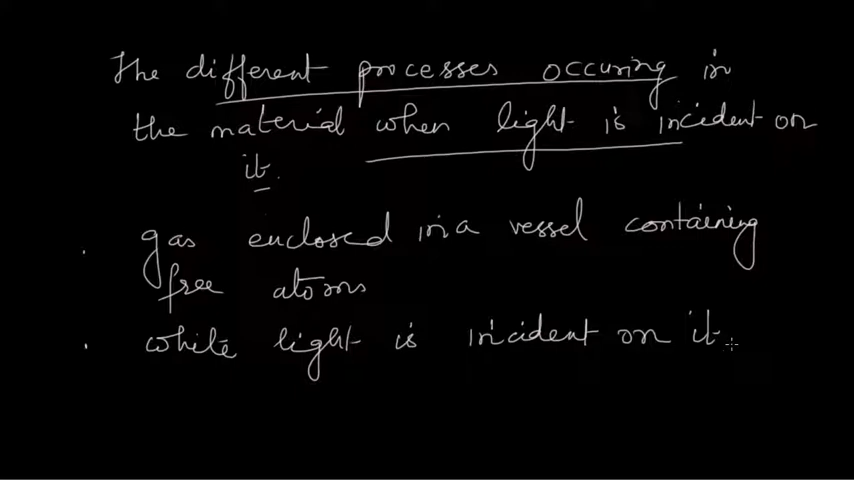 The different processes occuring in
the material when light is incident on
it.
. gas enclosed in a vessel containing
free atoms
. white light is incident on it